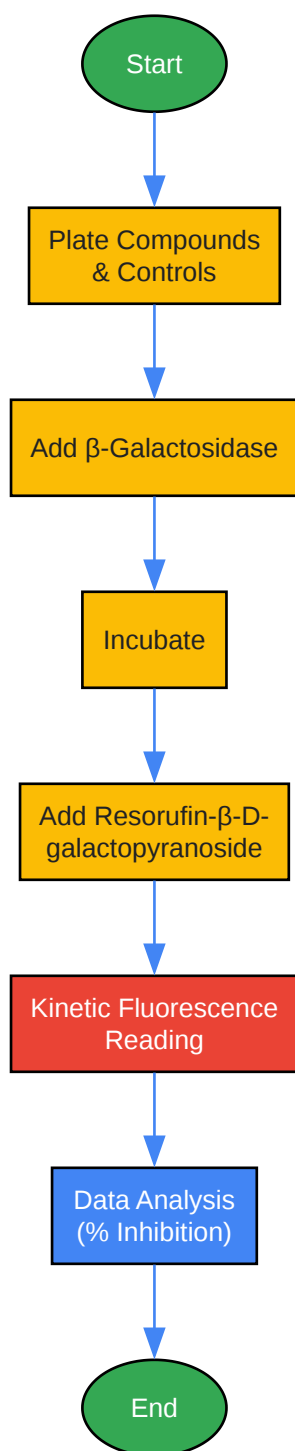 Start
Plate Compounds
& Controls
Add β-Galactosidase
Incubate
Add Resorufin-β-D-
galactopyranoside
Kinetic Fluorescence
Reading
Data Analysis
(% Inhibition)
End